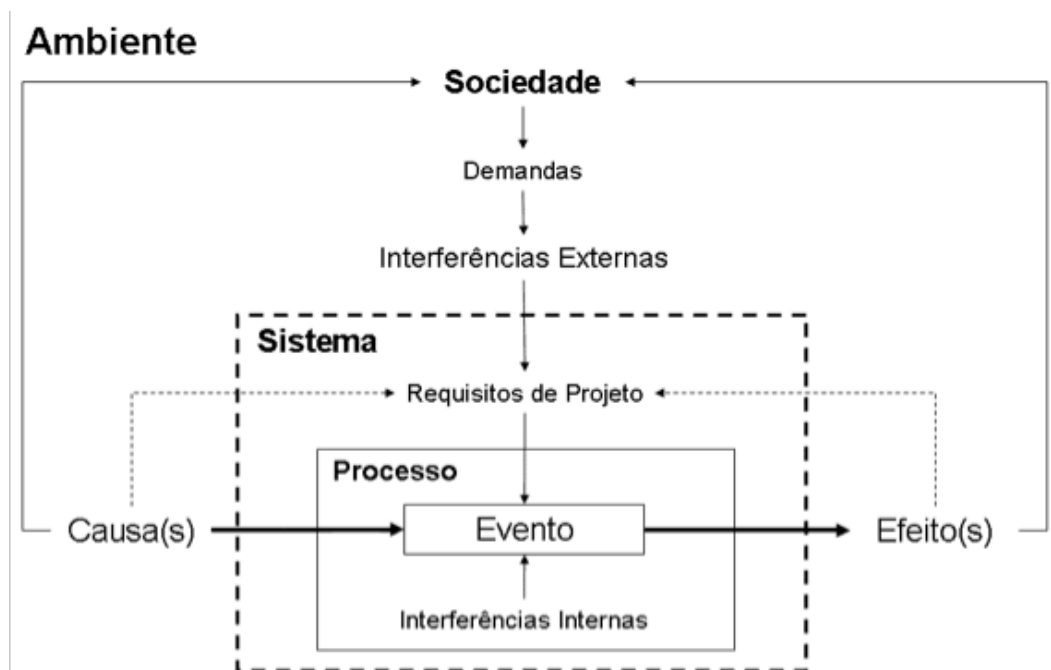 Ambiente
Sociedade
Demandas
Interferências Externas
Sistema
Requisitos de Projeto
Processo
Causa(s)
Evento
Efeito(s)
Interferências Internas